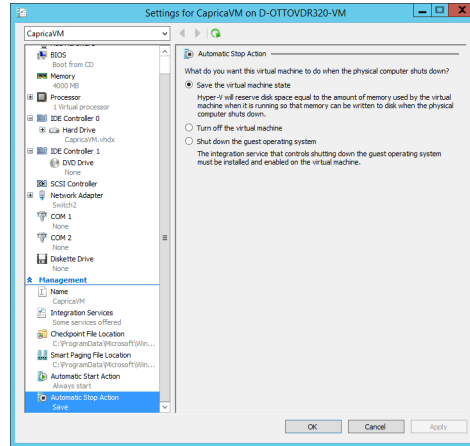 Settings for CapricaVM on D-OTTOVDR320-VM
CapricaVM
BIOS
Boot from CD
Memory
4000 MB
Processor
1 Virtual processor
IDE Controller 0
Hard Drive
CapricaVM.vhdx
IDE Controller 1
DVD Drive
None
SCSI Controller
Network Adapter
Switch2
COM 1
None
COM 2
None
Diskette Drive
None
Management
Name
CapricaVM
Integration Services
Some services offered
Checkpoint File Location
C:\ProgramData\Microsoft\Win...
Smart Paging File Location
C:\ProgramData\Microsoft\Win...
Automatic Start Action
Always start
Automatic Stop Action
Save
Automatic Stop Action
What do you want this virtual machine to do when the physical computer shuts down?
Save the virtual machine state
Hyper-V will reserve disk space equal to the amount of memory used by the virtual
machine when it is running so that memory can be written to disk when the physical
computer shuts down.
Turn off the virtual machine
Shut down the guest operating system
The integration service that controls shutting down the guest operating system
must be installed and enabled on the virtual machine.
OK
Cancel
Apply